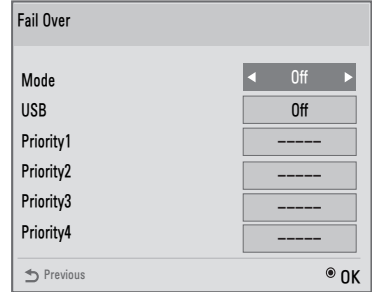 Fail Over
Mode ◀ Off ▶
USB Off
Priority1 -----
Priority2 -----
Priority3 -----
Priority4 -----
Previous OK